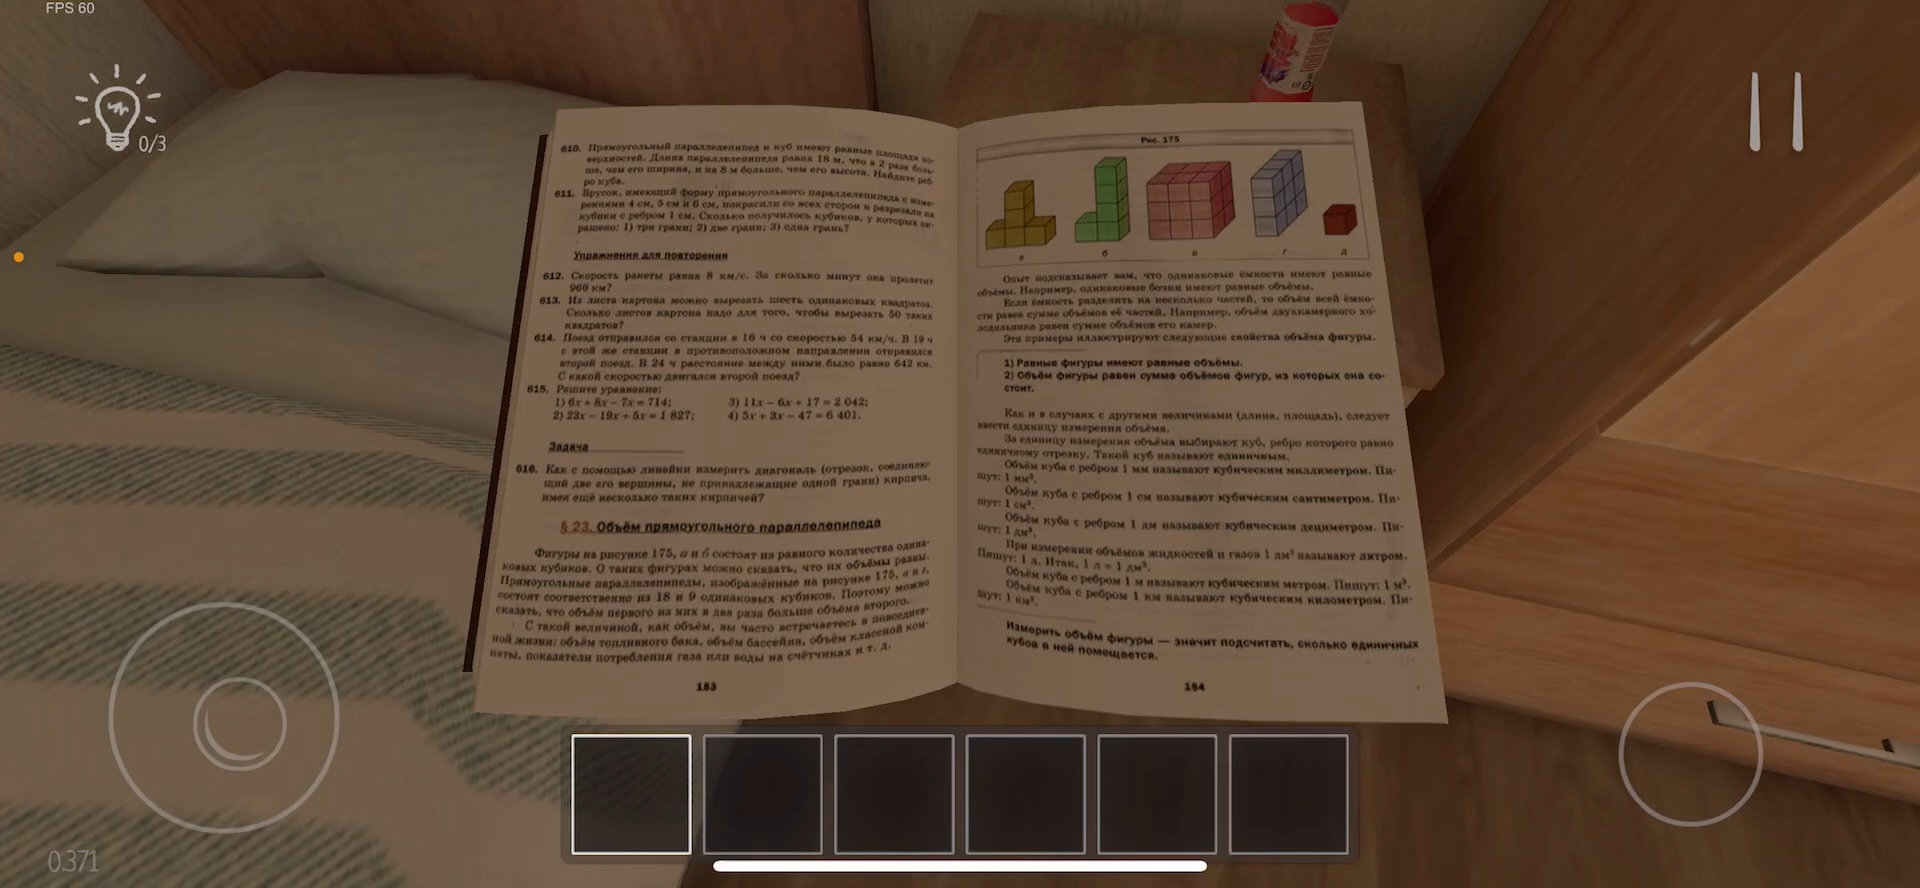 FPS 60
0/3
610. Прямоугольный параллелепипед и куб имеют равные площади по-
верхностей. Длина параллелепипеда равна 18 м, что в 2 раза боль-
ше, чем его ширина, и на 8 м больше, чем его высота. Найдите реб-
ро куба.
611. Брусок, имеющий форму прямоугольного параллелепипеда с изме-
рениями 4 см, 5 см и 6 см, покрасили со всех сторон и разрезали на
кубики с ребром 1 см. Сколько получилось кубиков, у которых ок-
рашено: 1) три грани; 2) две грани; 3) одна грань?
Упражнения для повторения
612. Скорость ракеты равна 8 км/с. За сколько минут она пролетит
960 км?
613. Из листа картона можно вырезать шесть одинаковых квадратов.
Сколько листов картона надо для того, чтобы вырезать 50 таких
квадратов?
614. Поезд отправился со станции в 16 ч со скоростью 54 км/ч. В 19 ч
с этой же станции в противоположном направлении отправился
второй поезд. В 24 ч расстояние между ними было равно 642 км.
С какой скоростью двигался второй поезд?
615. Решите уравнение:
1) 6x + 8x − 7x = 714; 3) 11x − 6x + 17 = 2 042;
2) 23x − 19x + 5x = 1 827; 4) 5x + 3x − 47 = 6 401.
Задача
616. Как с помощью линейки измерить диагональ (отрезок, соединяю-
щий две его вершины, не принадлежащие одной грани) кирпича,
имея ещё несколько таких кирпичей?
§ 23. Объём прямоугольного параллелепипеда
Фигуры на рисунке 175, а и б состоят из равного количества одина-
ковых кубиков. О таких фигурах можно сказать, что их объёмы равны.
Прямоугольные параллелепипеды, изображённые на рисунке 175, в и г,
состоят соответственно из 18 и 9 одинаковых кубиков. Поэтому можно
сказать, что объём первого из них в два раза больше объёма второго.
С такой величиной, как объём, вы часто встречаетесь в повседнев-
ной жизни: объём топливного бака, объём бассейна, объём классной ком-
наты, показатели потребления газа или воды на счётчиках и т. д.
153
Рис. 175
а б в г д
Опыт подсказывает вам, что одинаковые ёмкости имеют равные
объёмы. Например, одинаковые бочки имеют равные объёмы.
Если ёмкость разделить на несколько частей, то объём всей ёмко-
сти равен сумме объёмов её частей. Например, объём двухкамерного хо-
лодильника равен сумме объёмов его камер.
Эти примеры иллюстрируют следующие свойства объёма фигуры.
1) Равные фигуры имеют равные объёмы.
2) Объём фигуры равен сумме объёмов фигур, из которых она со-
стоит.
Как и в случаях с другими величинами (длина, площадь), следует
ввести единицу измерения объёма.
За единицу измерения объёма выбирают куб, ребро которого равно
единичному отрезку. Такой куб называют единичным.
Объём куба с ребром 1 мм называют кубическим миллиметром. Пи-
шут: 1 мм³.
Объём куба с ребром 1 см называют кубическим сантиметром. Пи-
шут: 1 см³.
Объём куба с ребром 1 дм называют кубическим дециметром. Пи-
шут: 1 дм³.
При измерении объёмов жидкостей и газов 1 дм³ называют литром.
Пишут: 1 л. Итак, 1 л = 1 дм³.
Объём куба с ребром 1 м называют кубическим метром. Пишут: 1 м³.
Объём куба с ребром 1 км называют кубическим километром. Пи-
шут: 1 км³.
Измерить объём фигуры — значит подсчитать, сколько единичных
кубов в ней помещается.
154
0.371